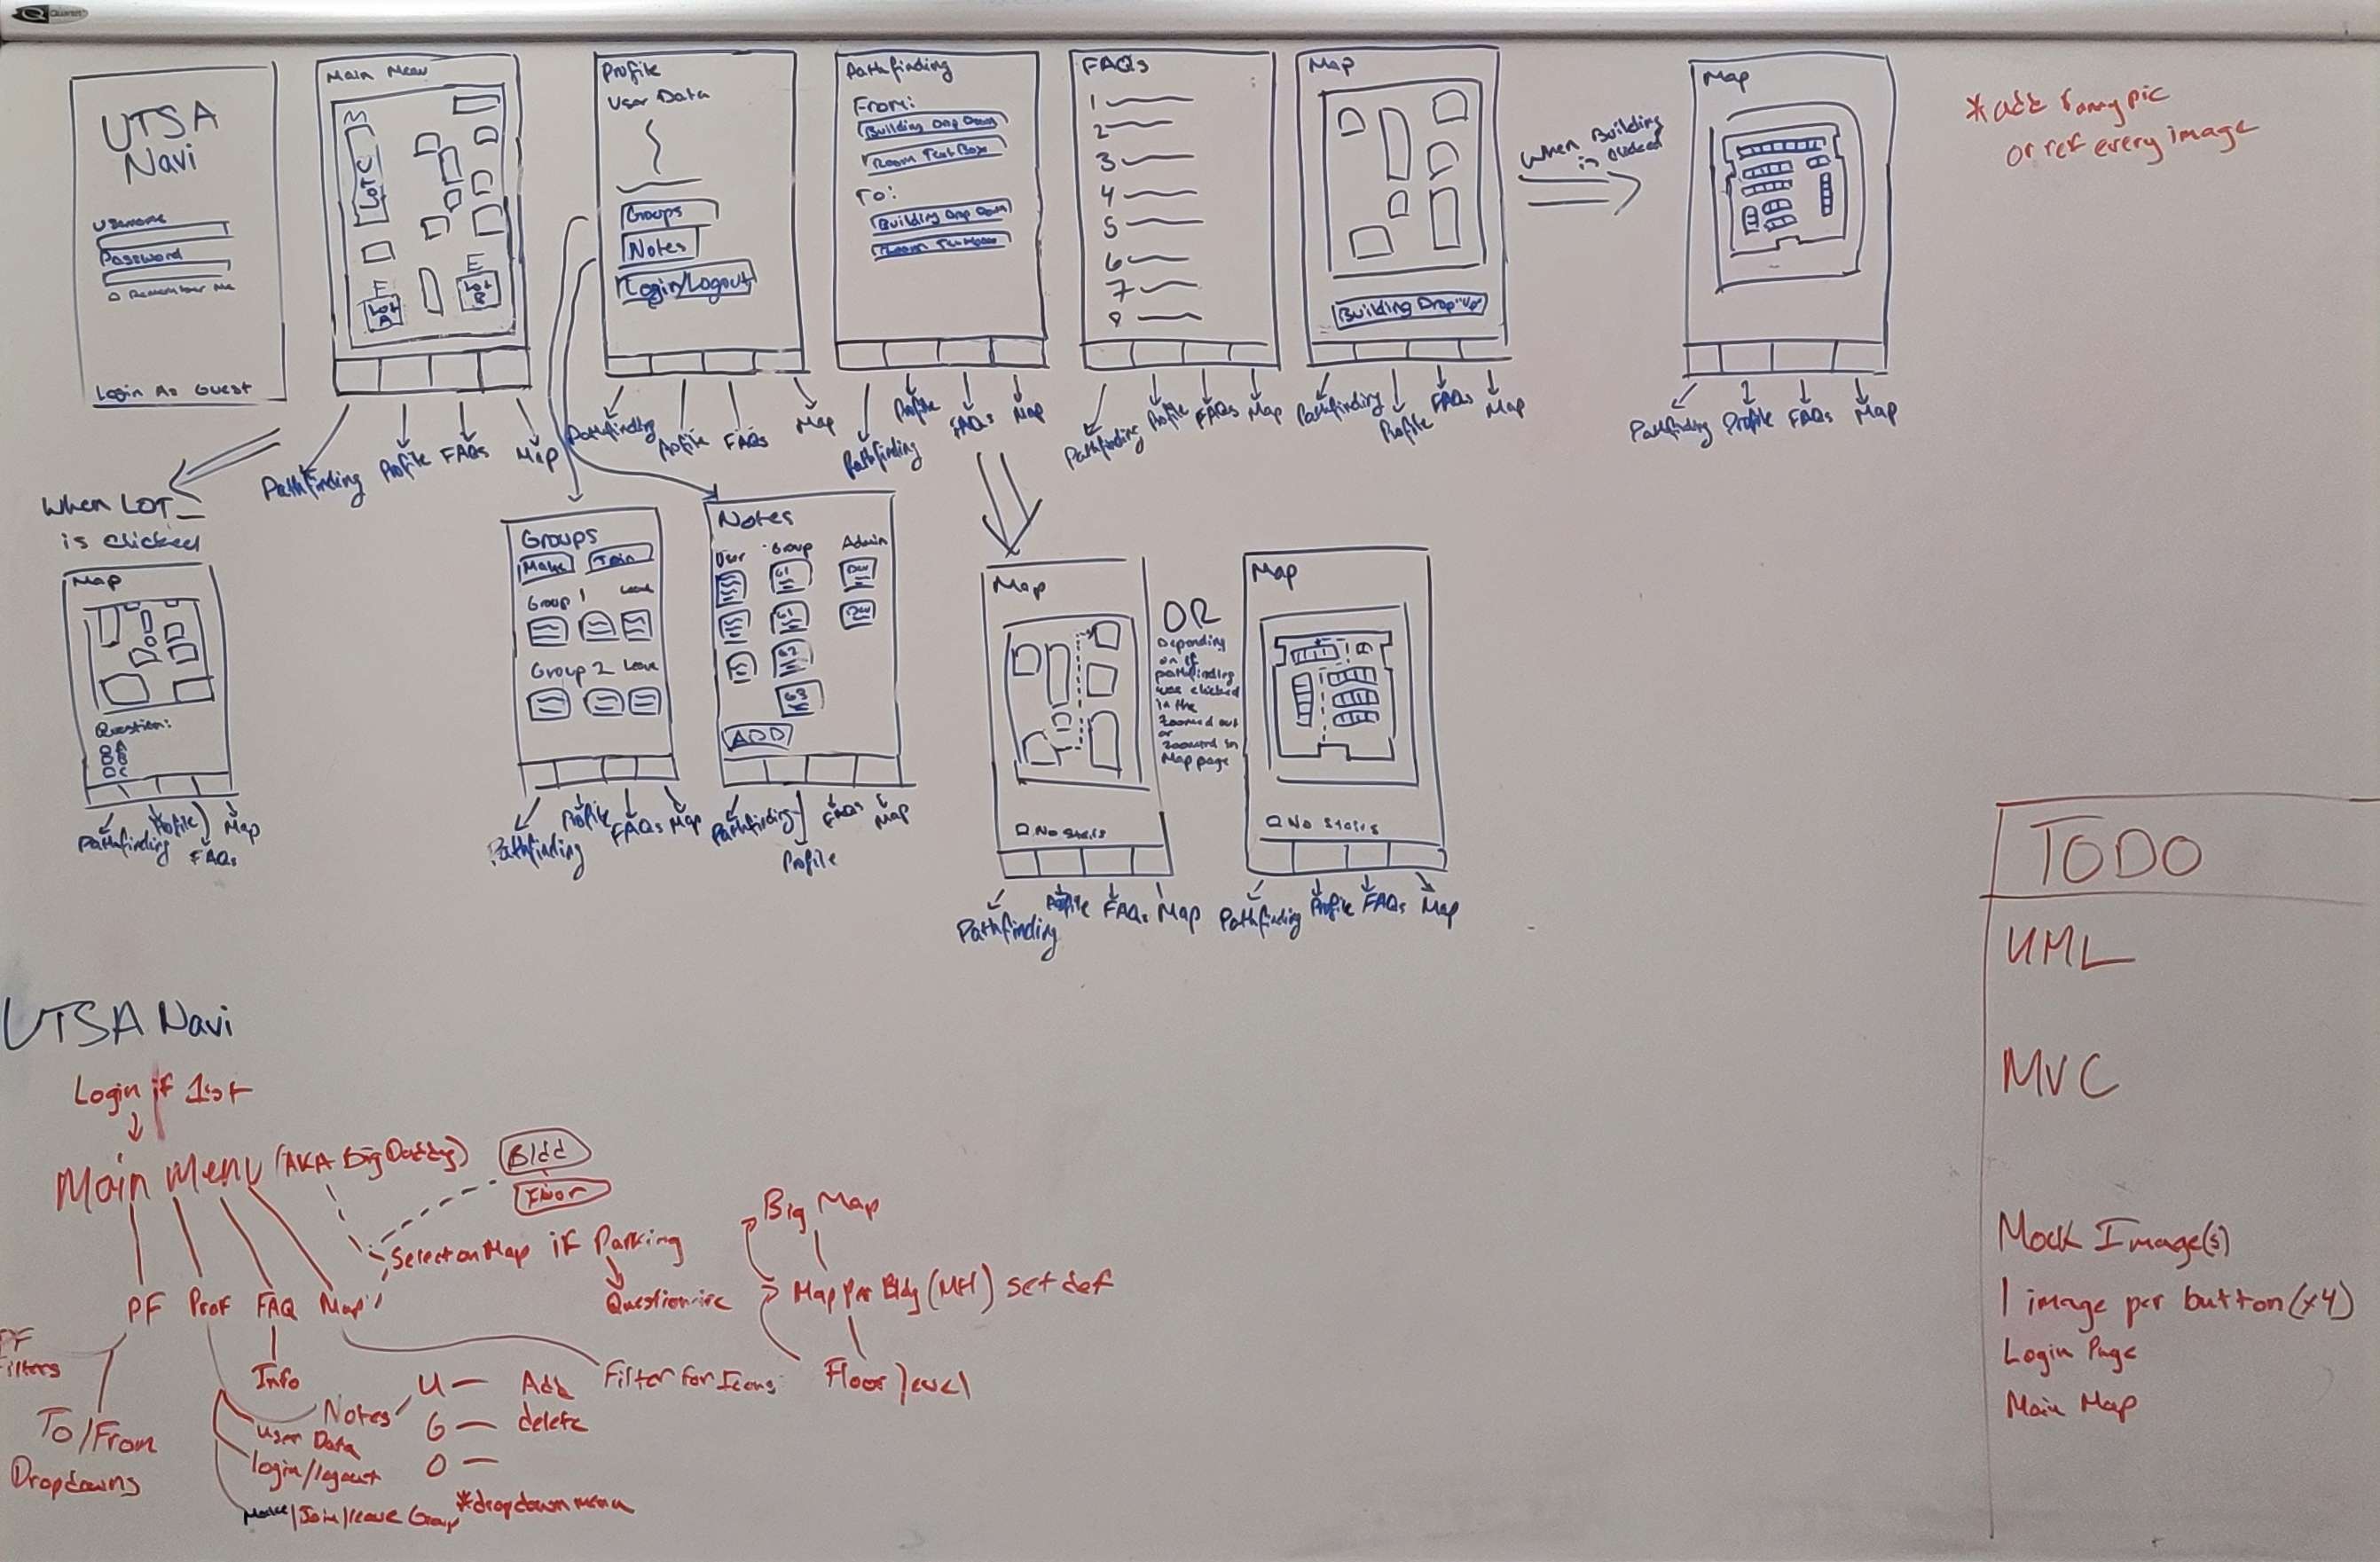 Quartet
UTSA
Navi
Username
Password
Remember Me
Login As Guest
Main Menu
M
Lot C
E
Lot
A
E
Lot
B
Pathfinding
Profile
FAQs
Map
When LOT _
is clicked
Map
Question:
A
B
C
Pathfinding
Profile
FAQs
Map
Profile
User Data
Groups
Notes
Login/Logout
Pathfinding
Profile
FAQs
Map
Groups
Make
Join
Group 1
Leave
Group 2
Leave
Pathfinding
Profile
FAQs
Map
Notes
User
Group
Admin
G1
G1
G2
G3
ADD
Pathfinding
Profile
FAQs
Map
Pathfinding
From:
Building Drop Down
Room Text Box
To:
Building Drop Down
Room Text Box
Pathfinding
Profile
FAQs
Map
FAQs
1
2
3
4
5
6
7
8
Pathfinding
Profile
FAQs
Map
Map
No Stairs
Pathfinding
Profile
FAQs
Map
OR
Depending
on if
pathfinding
was clicked
in the
zoomed out
or
zoomed in
Map page
Map
No Stairs
Pathfinding
Profile
FAQs
Map
Map
Building Drop "Up"
Pathfinding
Profile
FAQs
Map
When Building
is clicked
Map
Pathfinding
Profile
FAQs
Map
*add funny pic
or ref every image
UTSA Navi
Login if 1st
Main Menu (AKA Big Daddy)
Bldd
Floor
Select on Map if Parking
Questionire
PF
Prof
FAQ
Map
PF
Filters
To/From
Dropdowns
Info
Notes
User Data
login/logout
Make/Join/leave Group
U — Add
G — delete
O —
*dropdown menu
Filter for Icons
Big Map
Map Per Bldg (MH) set def
Floor level
TODO
UML
MVC
Mock Image(s)
1 image per button (x4)
Login Page
Main Map